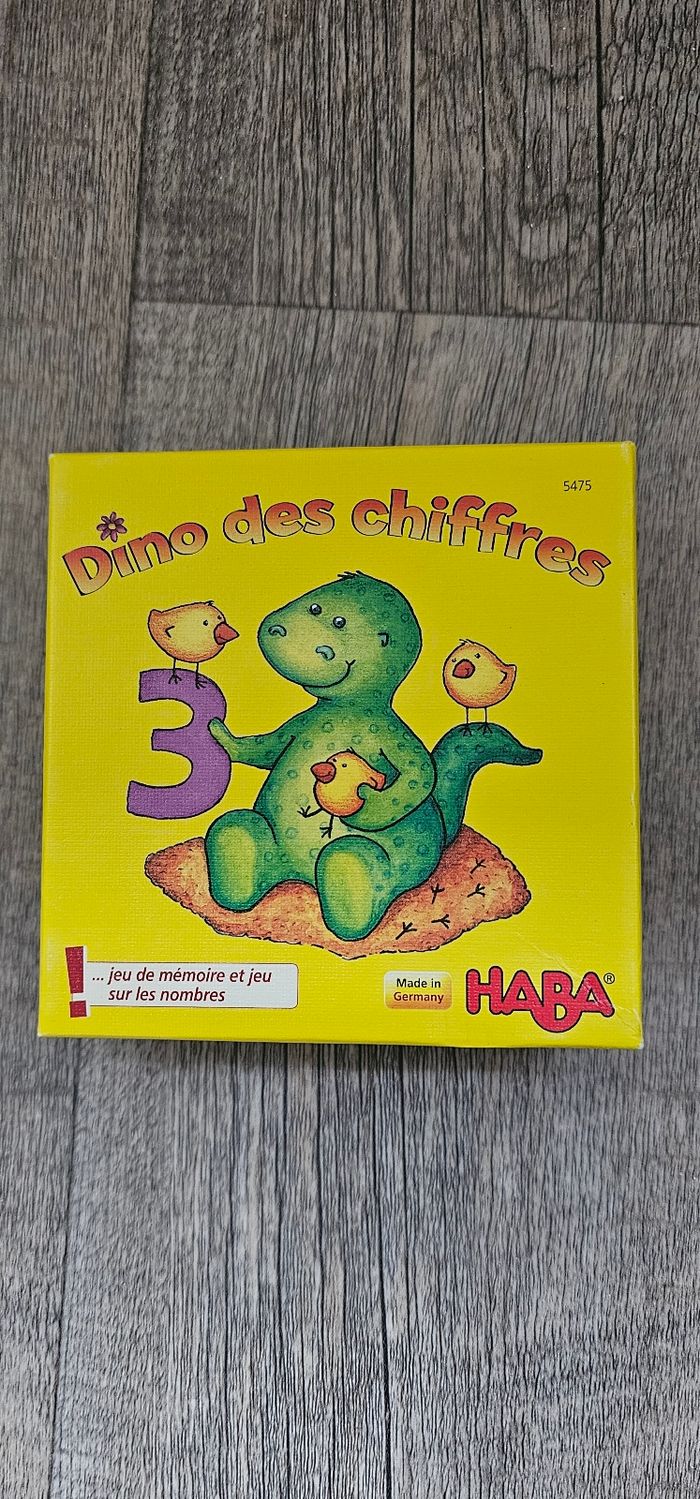 5475
Dino des chiffres
3
... jeu de mémoire et jeu
sur les nombres
Made in
Germany
HABA®